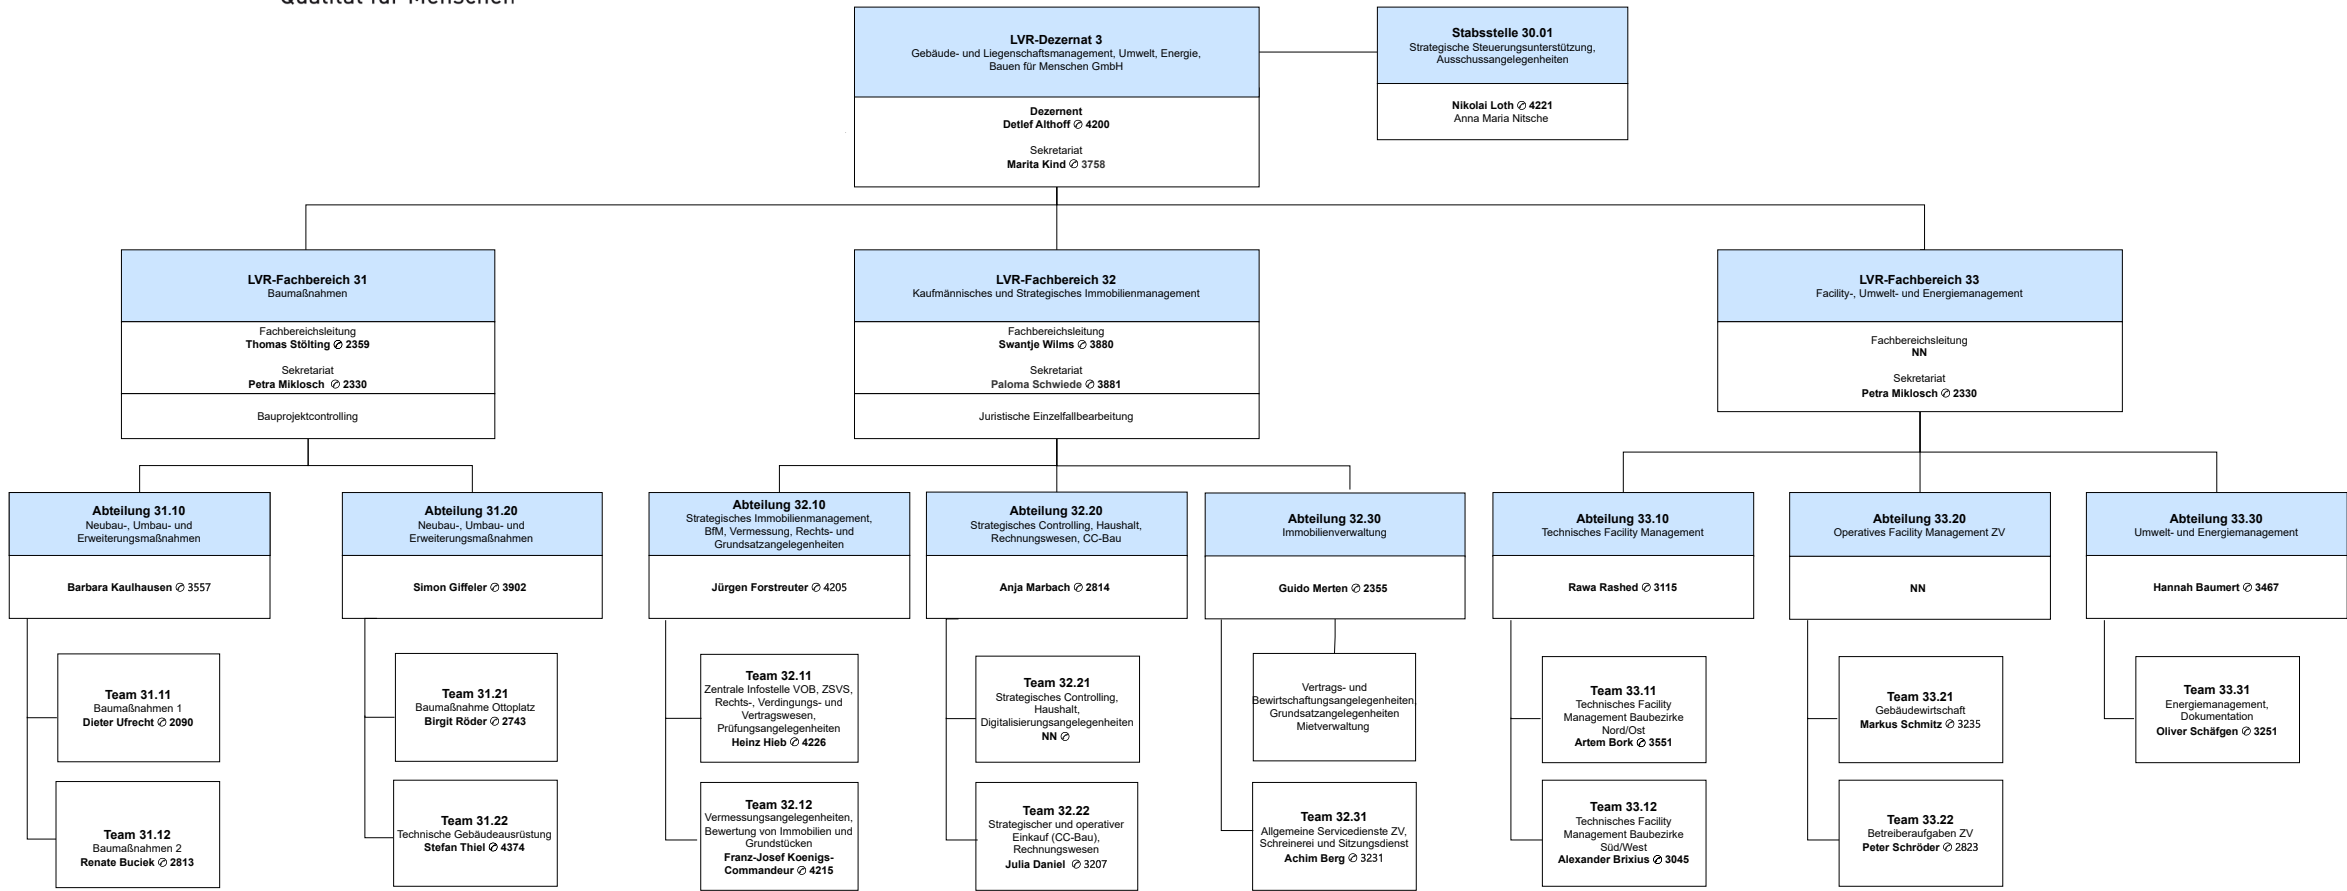 Qualität für Menschen
LVR-Dezernat 3
Gebäude- und Liegenschaftsmanagement, Umwelt, Energie,
Bauen für Menschen GmbH
Dezernent
Detlef Althoff ✆ 4200
Sekretariat
Marita Kind ✆ 3758
Stabsstelle 30.01
Strategische Steuerungsunterstützung,
Ausschussangelegenheiten
Nikolai Loth ✆ 4221
Anna Maria Nitsche
LVR-Fachbereich 31
Baumaßnahmen
Fachbereichsleitung
Thomas Stölting ✆ 2359
Sekretariat
Petra Miklosch ✆ 2330
Bauprojektcontrolling
LVR-Fachbereich 32
Kaufmännisches und Strategisches Immobilienmanagement
Fachbereichsleitung
Swantje Wilms ✆ 3880
Sekretariat
Paloma Schwiede ✆ 3881
Juristische Einzelfallbearbeitung
LVR-Fachbereich 33
Facility-, Umwelt- und Energiemanagement
Fachbereichsleitung
NN
Sekretariat
Petra Miklosch ✆ 2330
Abteilung 31.10
Neubau-, Umbau- und
Erweiterungsmaßnahmen
Barbara Kaulhausen ✆ 3557
Abteilung 31.20
Neubau-, Umbau- und
Erweiterungsmaßnahmen
Simon Giffeler ✆ 3902
Abteilung 32.10
Strategisches Immobilienmanagement,
BfM, Vermessung, Rechts- und
Grundsatzangelegenheiten
Jürgen Forstreuter ✆ 4205
Abteilung 32.20
Strategisches Controlling, Haushalt,
Rechnungswesen, CC-Bau
Anja Marbach ✆ 2814
Abteilung 32.30
Immobilienverwaltung
Guido Merten ✆ 2355
Abteilung 33.10
Technisches Facility Management
Rawa Rashed ✆ 3115
Abteilung 33.20
Operatives Facility Management ZV
NN
Abteilung 33.30
Umwelt- und Energiemanagement
Hannah Baumert ✆ 3467
Team 31.11
Baumaßnahmen 1
Dieter Ufrecht ✆ 2090
Team 31.21
Baumaßnahme Ottoplatz
Birgit Röder ✆ 2743
Team 32.11
Zentrale Infostelle VOB, ZSVS,
Rechts-, Verdingungs- und
Vertragswesen,
Prüfungsangelegenheiten
Heinz Hieb ✆ 4226
Team 32.21
Strategisches Controlling,
Haushalt,
Digitalisierungsangelegenheiten
NN ✆
Vertrags- und
Bewirtschaftungsangelegenheiten,
Grundsatzangelegenheiten
Mietverwaltung
Team 33.11
Technisches Facility
Management Baubezirke
Nord/Ost
Artem Bork ✆ 3551
Team 33.21
Gebäudewirtschaft
Markus Schmitz ✆ 3235
Team 33.31
Energiemanagement,
Dokumentation
Oliver Schäfgen ✆ 3251
Team 31.12
Baumaßnahmen 2
Renate Buciek ✆ 2813
Team 31.22
Technische Gebäudeausrüstung
Stefan Thiel ✆ 4374
Team 32.12
Vermessungsangelegenheiten,
Bewertung von Immobilien und
Grundstücken
Franz-Josef Koenigs-
Commandeur ✆ 4215
Team 32.22
Strategischer und operativer
Einkauf (CC-Bau),
Rechnungswesen
Julia Daniel ✆ 3207
Team 32.31
Allgemeine Servicedienste ZV,
Schreinerei und Sitzungsdienst
Achim Berg ✆ 3231
Team 33.12
Technisches Facility
Management Baubezirke
Süd/West
Alexander Brixius ✆ 3045
Team 33.22
Betreiberaufgaben ZV
Peter Schröder ✆ 2823